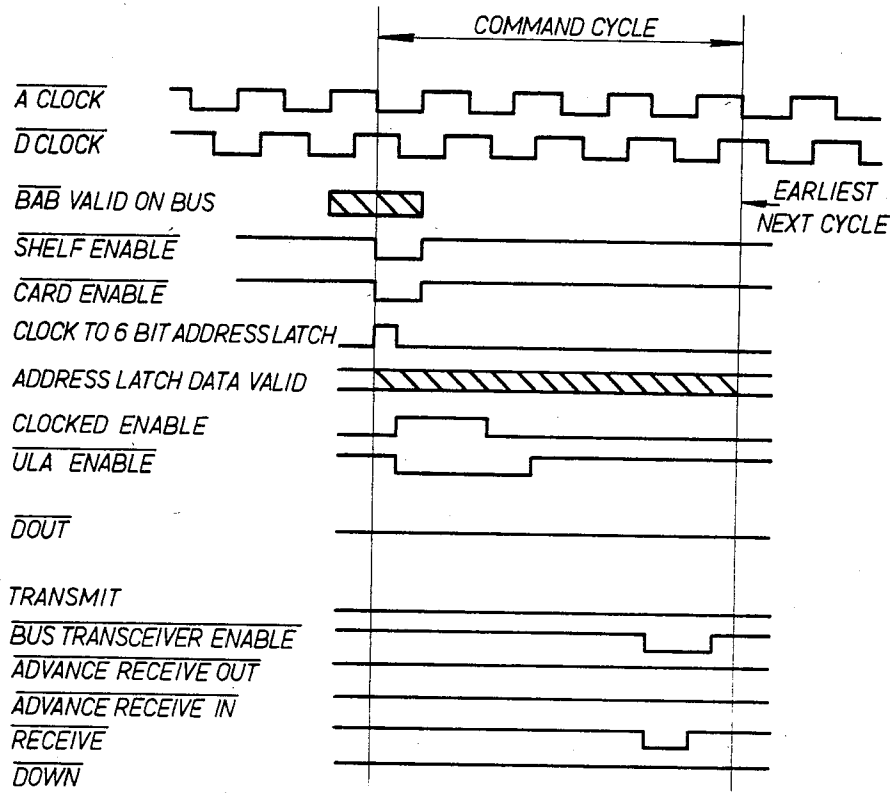 COMMAND CYCLE
A CLOCK
D CLOCK
BAB VALID ON BUS
EARLIEST
NEXT CYCLE
SHELF ENABLE
CARD ENABLE
CLOCK TO 6 BIT ADDRESS LATCH
ADDRESS LATCH DATA VALID
CLOCKED ENABLE
ULA ENABLE
DOUT
TRANSMIT
BUS TRANSCEIVER ENABLE
ADVANCE RECEIVE OUT
ADVANCE RECEIVE IN
RECEIVE
DOWN